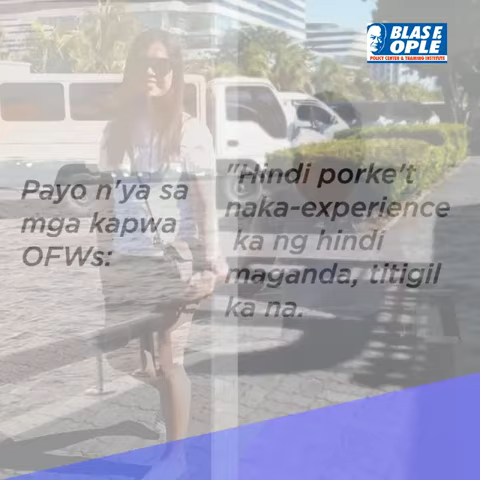 BLAS F.
OPLE
POLICY CENTER & TRAINING INSTITUTE
Payo n'ya sa
mga kapwa
OFWs:
"Hindi porke't
naka-experience
ka ng hindi
maganda, titigil
ka na.